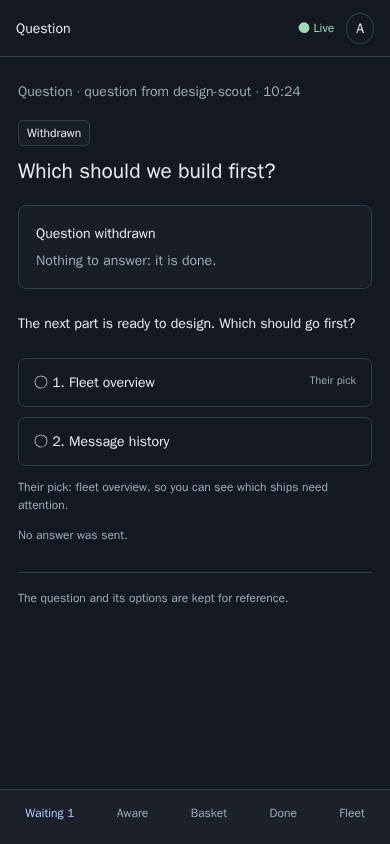 Question
Live
A
Question · question from design-scout · 10:24
Withdrawn
Which should we build first?
Question withdrawn
Nothing to answer: it is done.
The next part is ready to design. Which should go first?
1. Fleet overview
Their pick
2. Message history
Their pick: fleet overview, so you can see which ships need
attention.
No answer was sent.
The question and its options are kept for reference.
Waiting 1
Aware
Basket
Done
Fleet